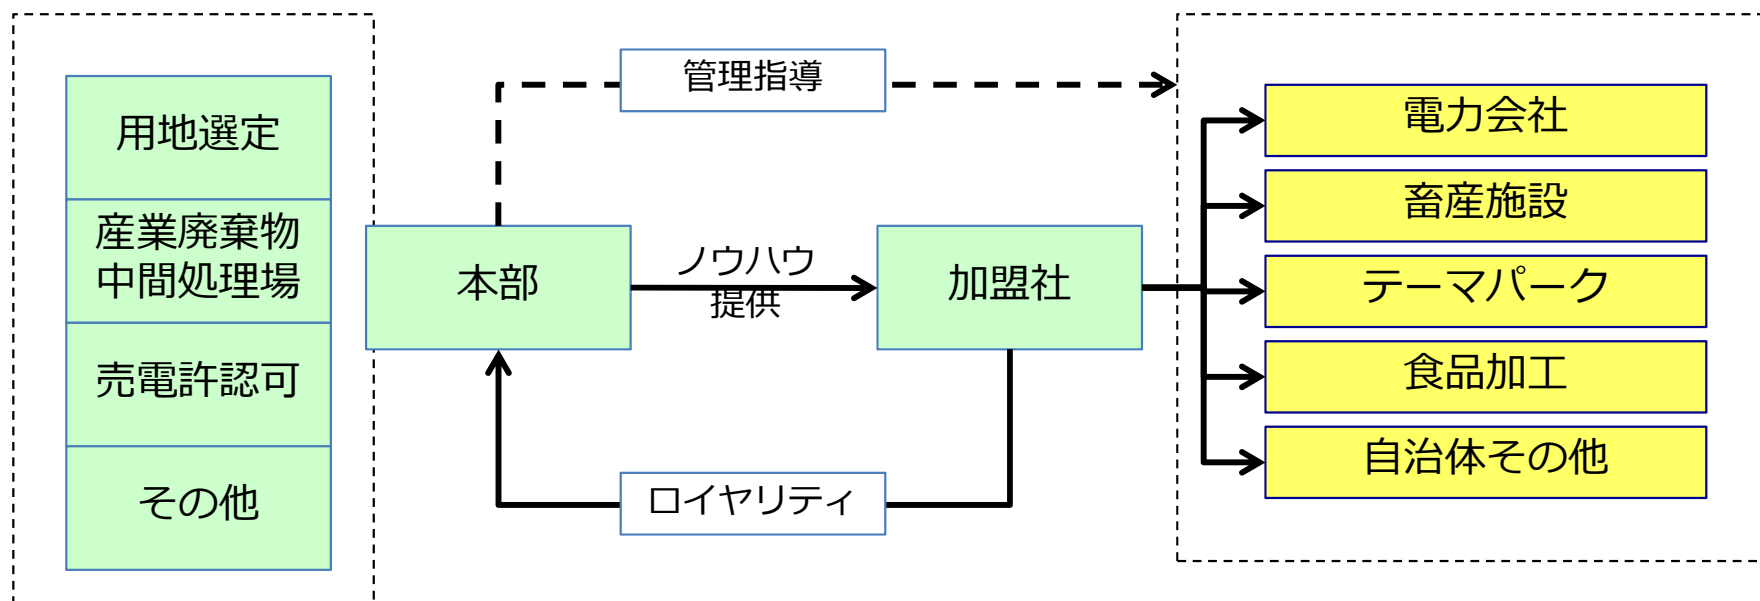 用地選定
産業廃棄物
中間処理場
売電許認可
その他
管理指導
本部
ノウハウ
提供
加盟社
ロイヤリティ
電力会社
畜産施設
テーマパーク
食品加工
自治体その他